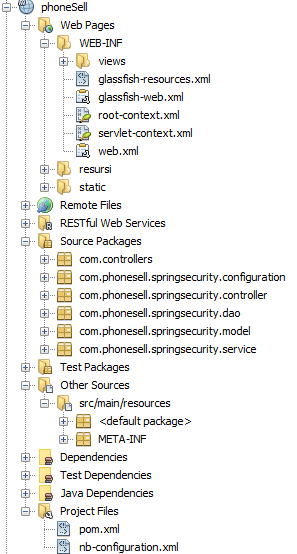 phoneSell
Web Pages
WEB-INF
views
glassfish-resources.xml
glassfish-web.xml
root-context.xml
servlet-context.xml
web.xml
resursi
static
Remote Files
RESTful Web Services
Source Packages
com.controllers
com.phonesell.springsecurity.configuration
com.phonesell.springsecurity.controller
com.phonesell.springsecurity.dao
com.phonesell.springsecurity.model
com.phonesell.springsecurity.service
Test Packages
Other Sources
src/main/resources
<default package>
META-INF
Dependencies
Test Dependencies
Java Dependencies
Project Files
pom.xml
nb-configuration.xml